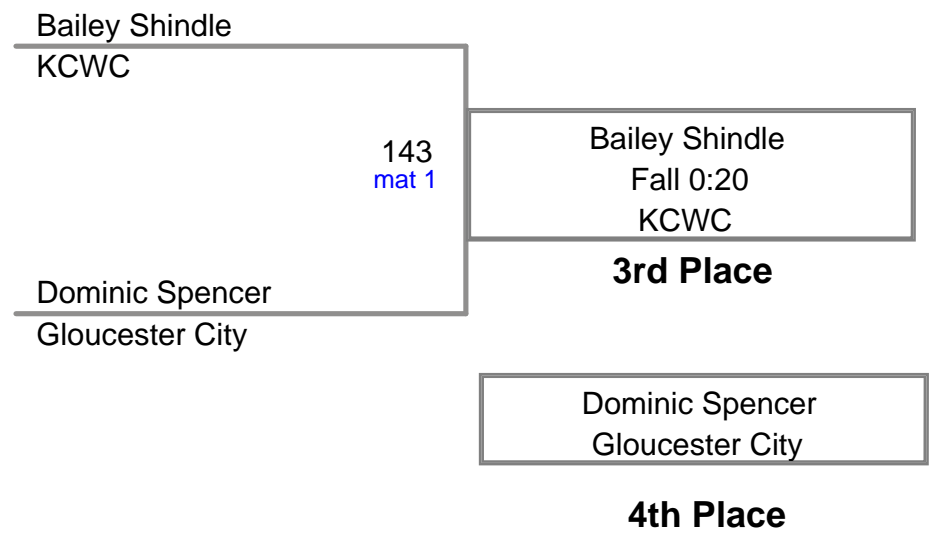 Bailey Shindle
KCWC
143
mat 1
Bailey Shindle
Fall 0:20
KCWC
3rd Place
Dominic Spencer
Gloucester City
Dominic Spencer
Gloucester City
4th Place